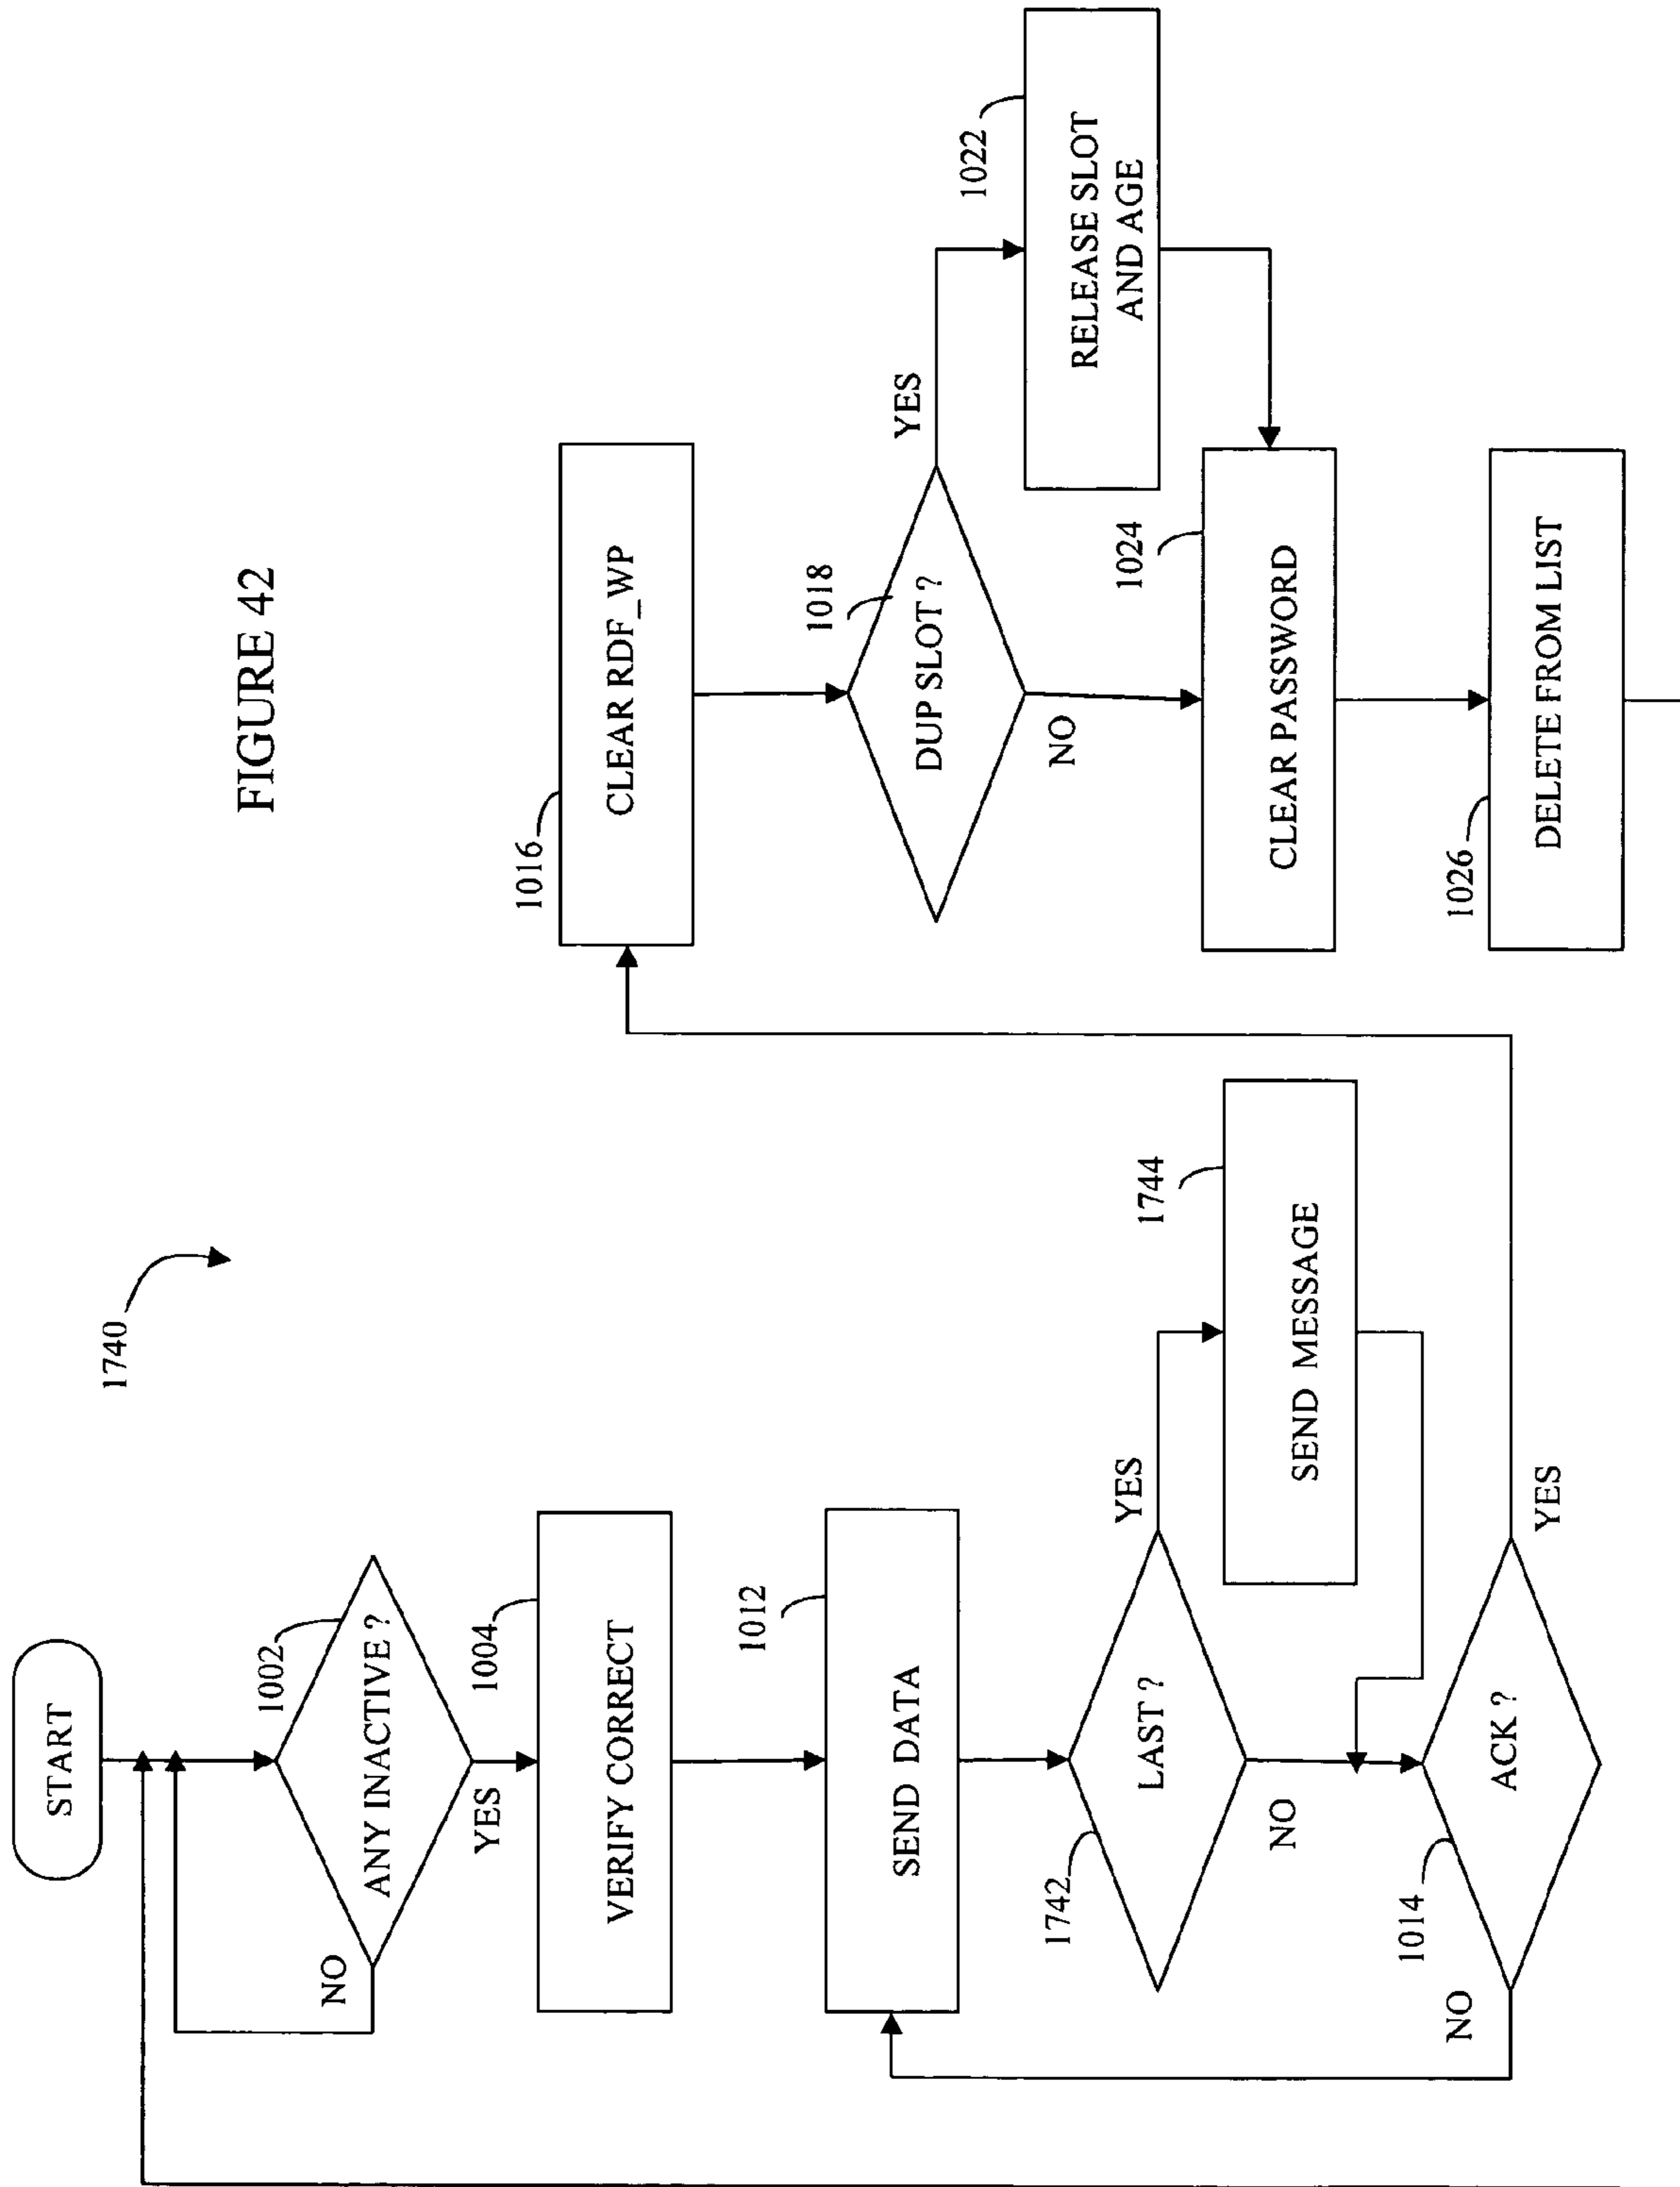 FIGURE 42
1740
START
1002
ANY INACTIVE ?
NO
YES
1004
VERIFY CORRECT
1012
SEND DATA
1742
LAST ?
YES
NO
1744
SEND MESSAGE
1014
ACK ?
NO
YES
1016
CLEAR RDF_WP
1018
DUP SLOT ?
YES
NO
1022
RELEASE SLOT
AND AGE
1024
CLEAR PASSWORD
1026
DELETE FROM LIST